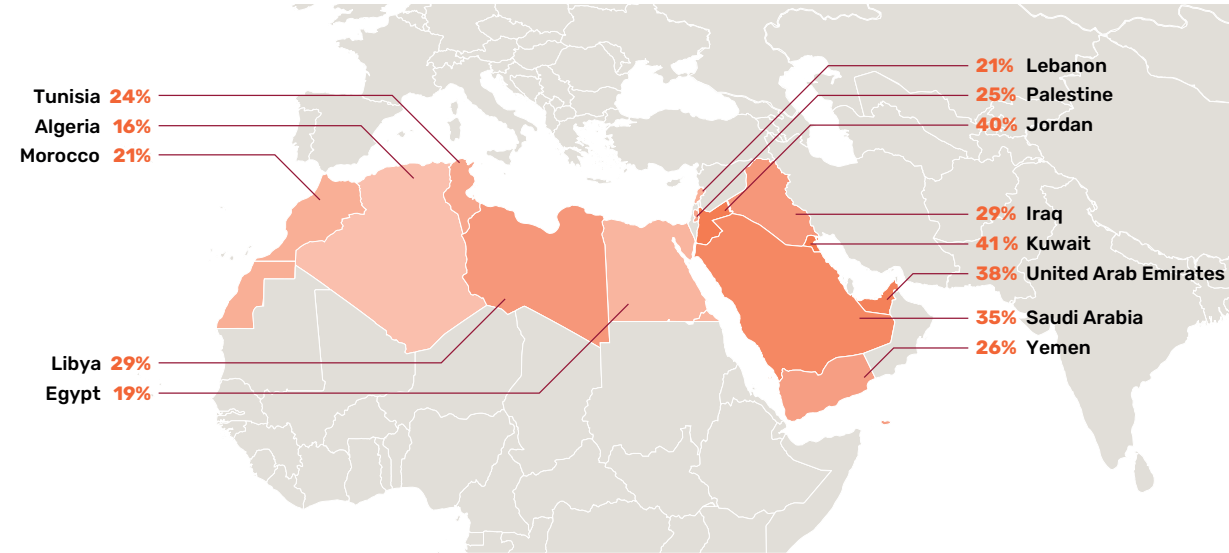 Tunisia 24%
Algeria 16%
Morocco 21%
Libya 29%
Egypt 19%
21% Lebanon
25% Palestine
40% Jordan
29% Iraq
41% Kuwait
38% United Arab Emirates
35% Saudi Arabia
26% Yemen